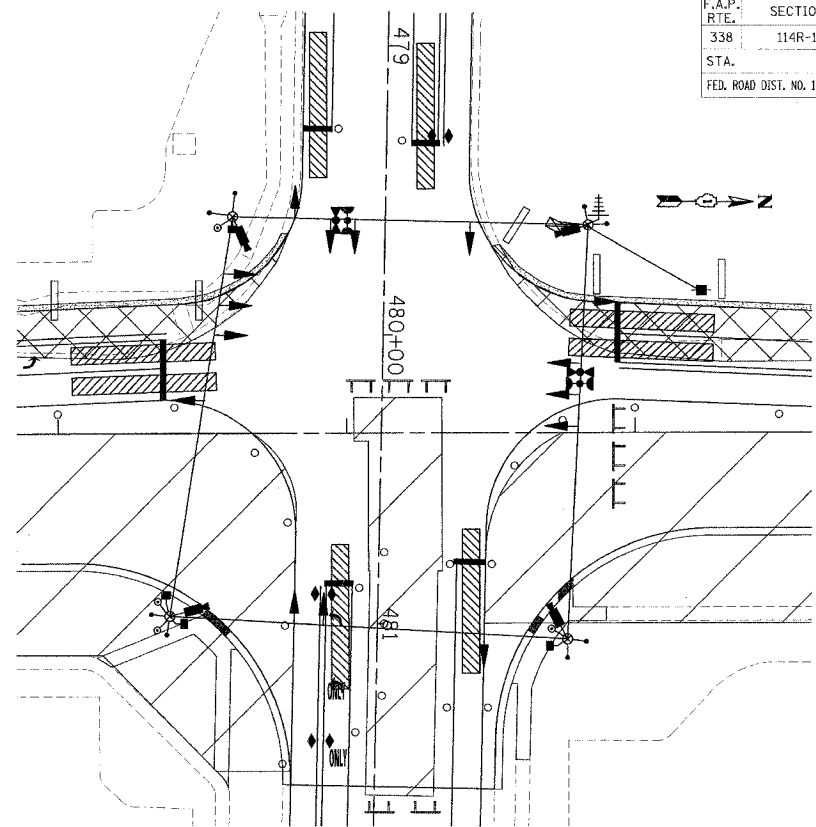 F.A.P. SECTIO
RTE.
338 114R-1
STA.
FED. ROAD DIST. NO. 1
479
N
480+00
481
ONLY
ONLY